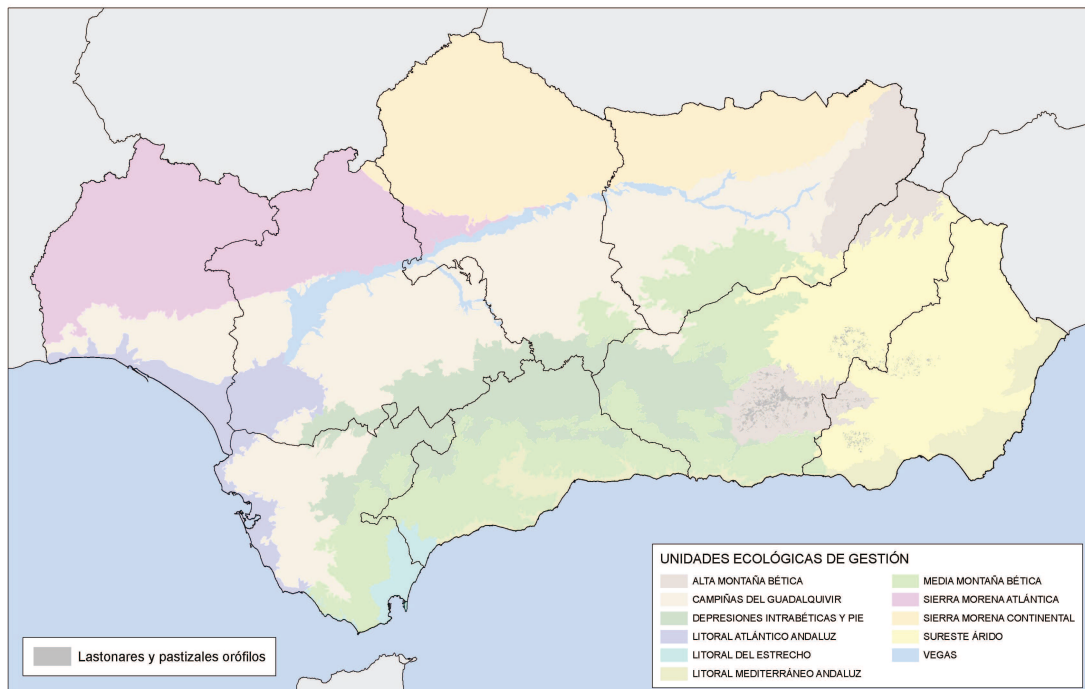 UNIDADES ECOLÓGICAS DE GESTIÓN
ALTA MONTAÑA BÉTICA
CAMPIÑAS DEL GUADALQUIVIR
DEPRESIONES INTRABÉTICAS Y PIE
LITORAL ATLÁNTICO ANDALUZ
LITORAL DEL ESTRECHO
LITORAL MEDITERRÁNEO ANDALUZ
MEDIA MONTAÑA BÉTICA
SIERRA MORENA ATLÁNTICA
SIERRA MORENA CONTINENTAL
SURESTE ÁRIDO
VEGAS
Lastonares y pastizales orófilos